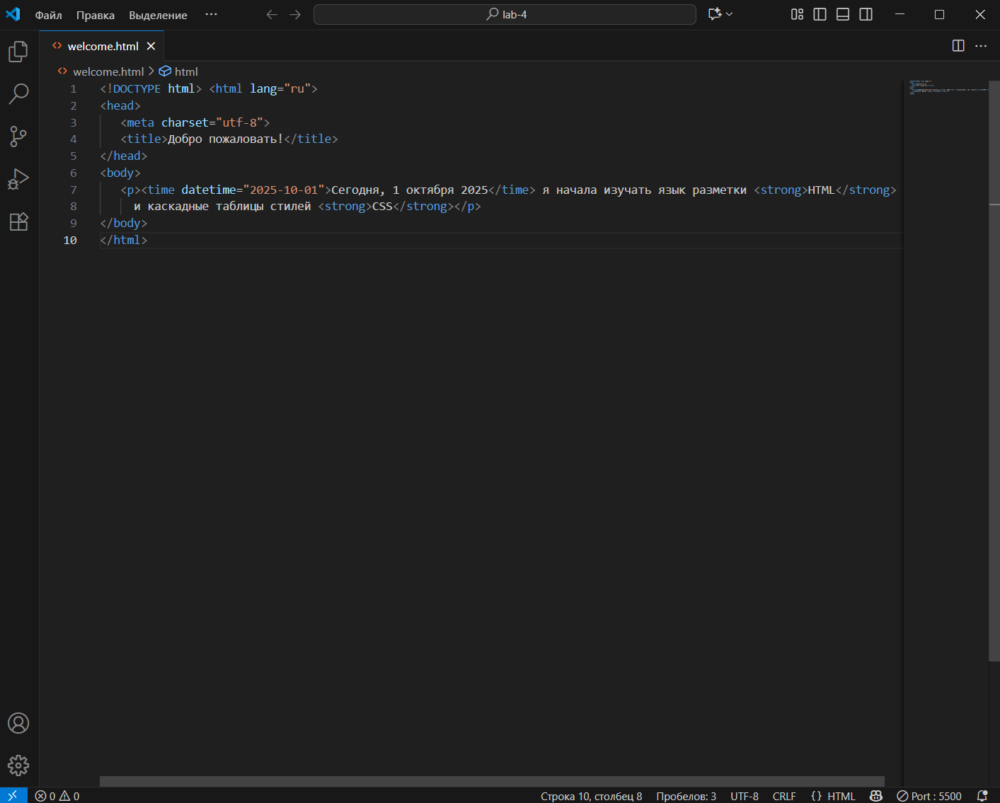 Файл Правка Выделение ··· lab-4
welcome.html
welcome.html > html
1 <!DOCTYPE html> <html lang="ru">
2 <head>
3 <meta charset="utf-8">
4 <title>Добро пожаловать!</title>
5 </head>
6 <body>
7 <p><time datetime="2025-10-01">Сегодня, 1 октября 2025</time> я начала изучать язык разметки <strong>HTML</strong>
8 и каскадные таблицы стилей <strong>CSS</strong></p>
9 </body>
10 </html>
0 0 Строка 10, столбец 8 Пробелов: 3 UTF-8 CRLF {} HTML Port : 5500